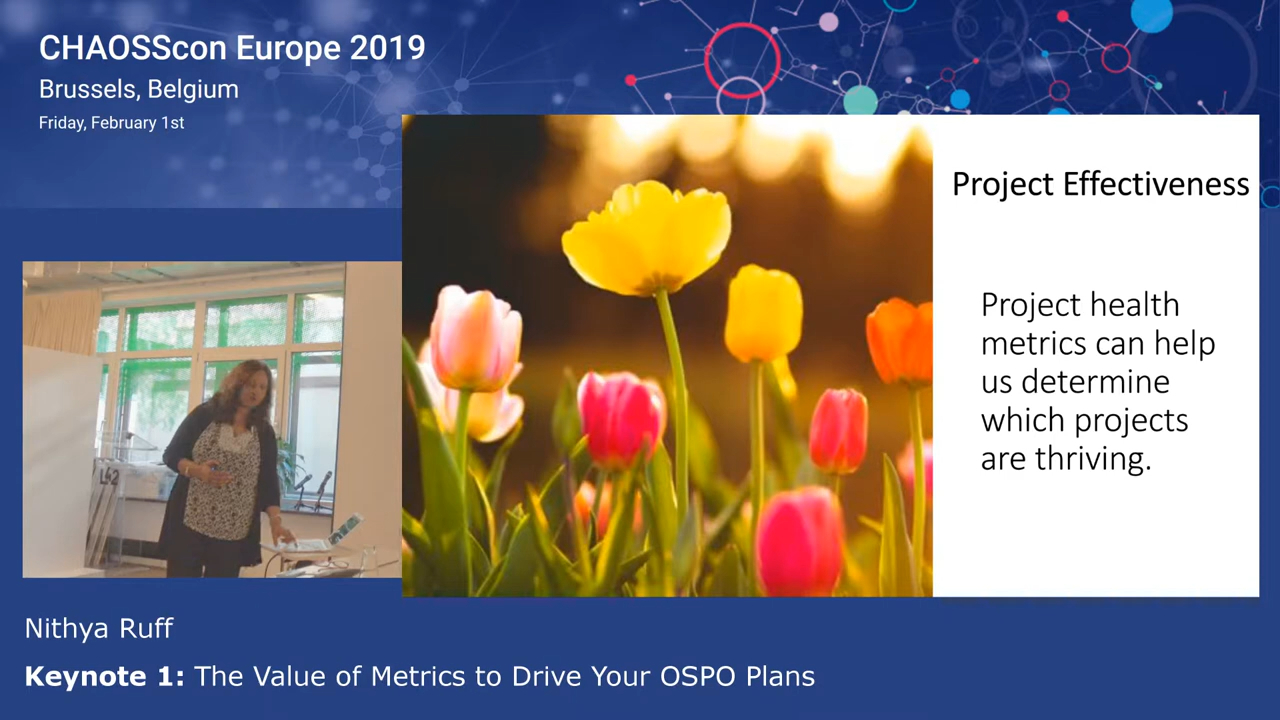 CHAOSScon Europe 2019
Brussels, Belgium
Friday, February 1st
Project Effectiveness
Project health
metrics can help
us determine
which projects
are thriving.
L42
Nithya Ruff
Keynote 1: The Value of Metrics to Drive Your OSPO Plans